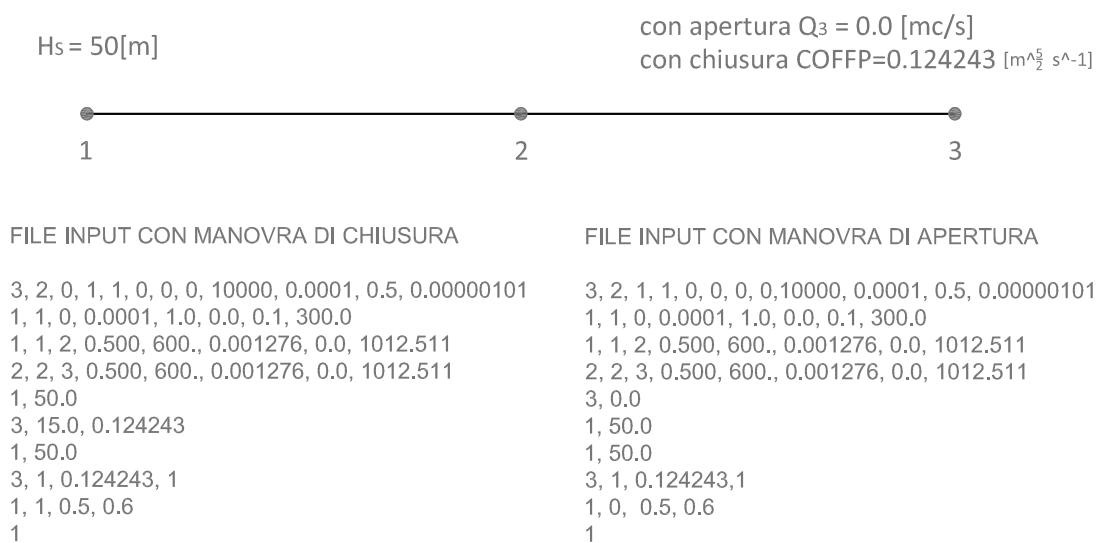 Hs = 50[m]
con apertura Q3 = 0.0 [mc/s]
con chiusura COFFP=0.124243 [m^5/2 s^-1]
1
2
3
FILE INPUT CON MANOVRA DI CHIUSURA
3, 2, 0, 1, 1, 0, 0, 0, 10000, 0.0001, 0.5, 0.00000101
1, 1, 0, 0.0001, 1.0, 0.0, 0.1, 300.0
1, 1, 2, 0.500, 600., 0.001276, 0.0, 1012.511
2, 2, 3, 0.500, 600., 0.001276, 0.0, 1012.511
1, 50.0
3, 15.0, 0.124243
1, 50.0
3, 1, 0.124243, 1
1, 1, 0.5, 0.6
1
FILE INPUT CON MANOVRA DI APERTURA
3, 2, 1, 1, 0, 0, 0, 0,10000, 0.0001, 0.5, 0.00000101
1, 1, 0, 0.0001, 1.0, 0.0, 0.1, 300.0
1, 1, 2, 0.500, 600., 0.001276, 0.0, 1012.511
2, 2, 3, 0.500, 600., 0.001276, 0.0, 1012.511
3, 0.0
1, 50.0
1, 50.0
3, 1, 0.124243,1
1, 0, 0.5, 0.6
1